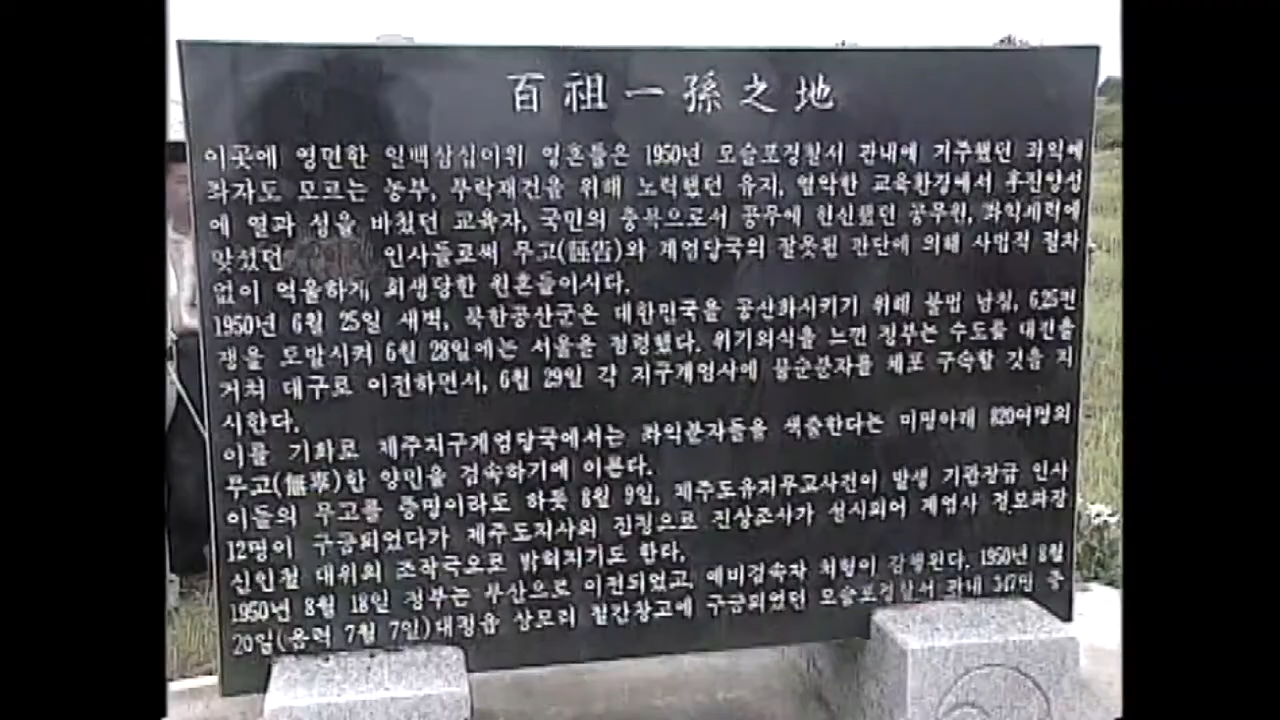 百祖一孫之地
이곳에 영면한 일백삼십이위 영혼들은 1950년 모슬포경찰서 관내에 거주했던 좌익에
좌자도 모르는 농부, 부락재건을 위해 노력했던 유지, 열악한 교육환경에서 후진양성
에 열과 성을 바쳤던 교육자, 국민의 충복으로서 공무에 헌신했던 공무원, 좌익세력에
맞섰던 인사들로써 무고(誣告)와 계엄당국의 잘못된 판단에 의해 사법적 절차
없이 억울하게 희생당한 원혼들이시다.
1950년 6월 25일 새벽, 북한공산군은 대한민국을 공산화시키기 위해 불법 남침, 6.25전
쟁을 도발시켜 6월 28일에는 서울을 점령했다. 위기의식을 느낀 정부는 수도를 대전을
거쳐 대구로 이전하면서, 6월 29일 각 지구계엄사에 불순분자를 체포 구속할 것을 지
시한다.
이를 기화로 제주지구계엄당국에서는 좌익분자들을 색출한다는 미명아래 820여명의
무고(無辜)한 양민을 검속하기에 이른다.
이들의 무고를 증명이라도 하듯 8월 9일, 제주도유지무고사건이 발생 기관장급 인사
12명이 구금되었다가 제주도지사의 진정으로 진상조사가 실시되어 계엄사 정보과장
신인철 대위의 조작극으로 밝혀지기도 한다.
1950년 8월 18일 정부는 부산으로 이전되었고, 예비검속자 처형이 감행된다. 1950년 8월
20일(음력 7월 7일)대정읍 상모리 절간창고에 구금되었던 모슬포경찰서 관내 347명 중